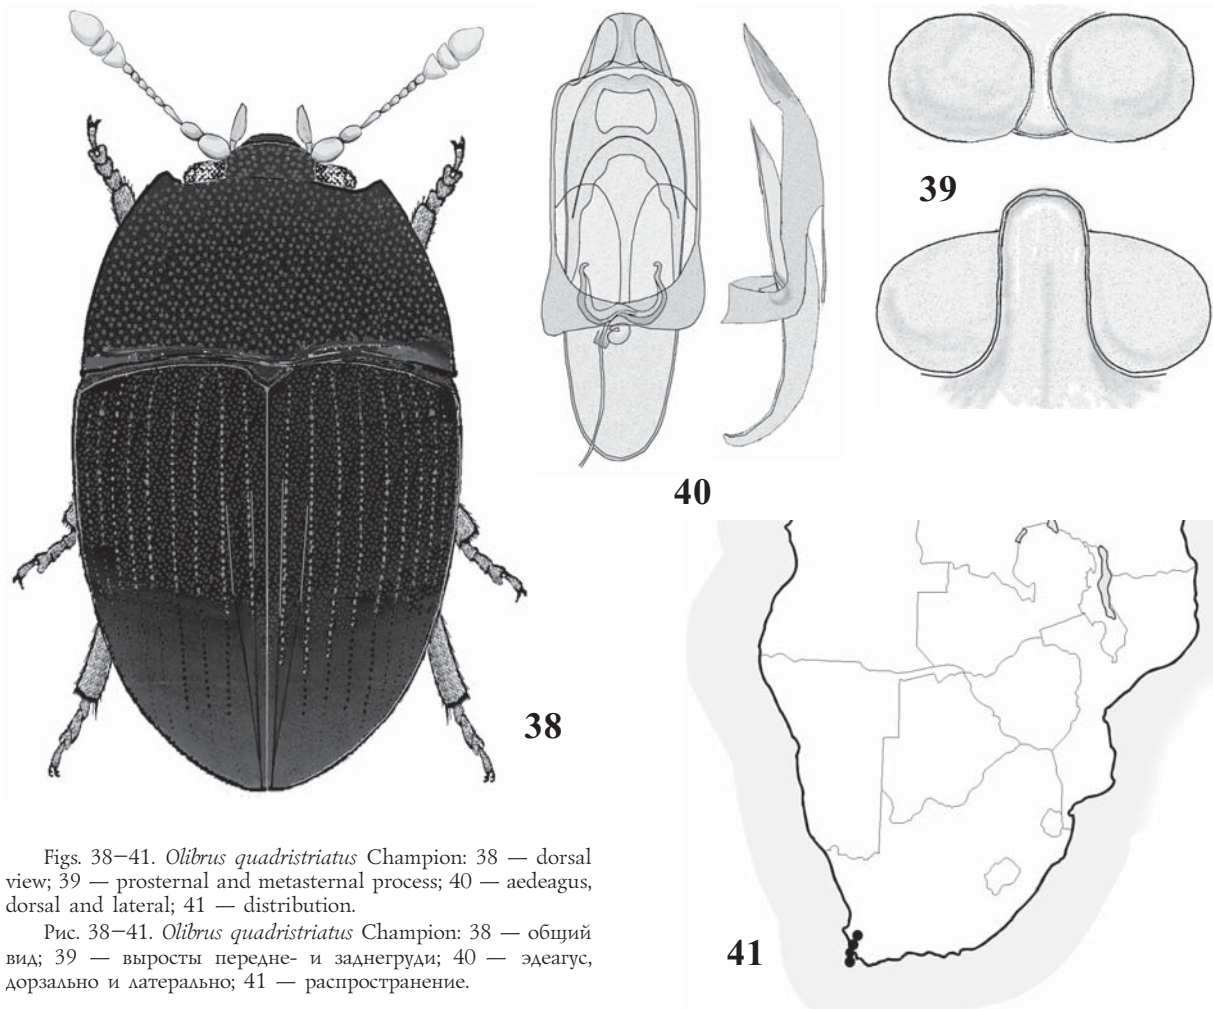 39
40
38
41
Figs. 38–41. Olibrus quadristriatus Champion: 38 — dorsal
view; 39 — prosternal and metasternal process; 40 — aedeagus,
dorsal and lateral; 41 — distribution.
Рис. 38–41. Olibrus quadristriatus Champion: 38 — общий
вид; 39 — выросты передне- и заднегруди; 40 — эдеагус,
дорзально и латерально; 41 — распространение.